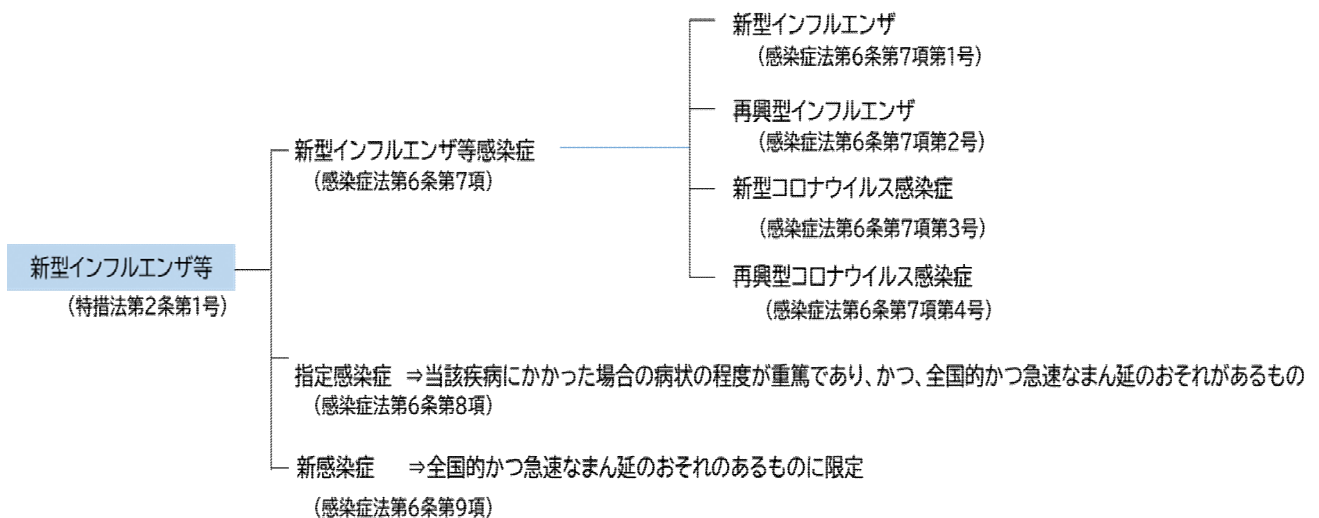 新型インフルエンザ
（感染症法第6条第7項第1号）
再興型インフルエンザ
（感染症法第6条第7項第2号）
新型インフルエンザ等感染症
（感染症法第6条第7項）
新型コロナウイルス感染症
（感染症法第6条第7項第3号）
新型インフルエンザ等
（特措法第2条第1号）
再興型コロナウイルス感染症
（感染症法第6条第7項第4号）
指定感染症 ⇒当該疾病にかかった場合の病状の程度が重篤であり、かつ、全国的かつ急速なまん延のおそれがあるもの
（感染症法第6条第8項）
新感染症 ⇒全国的かつ急速なまん延のおそれのあるものに限定
（感染症法第6条第9項）